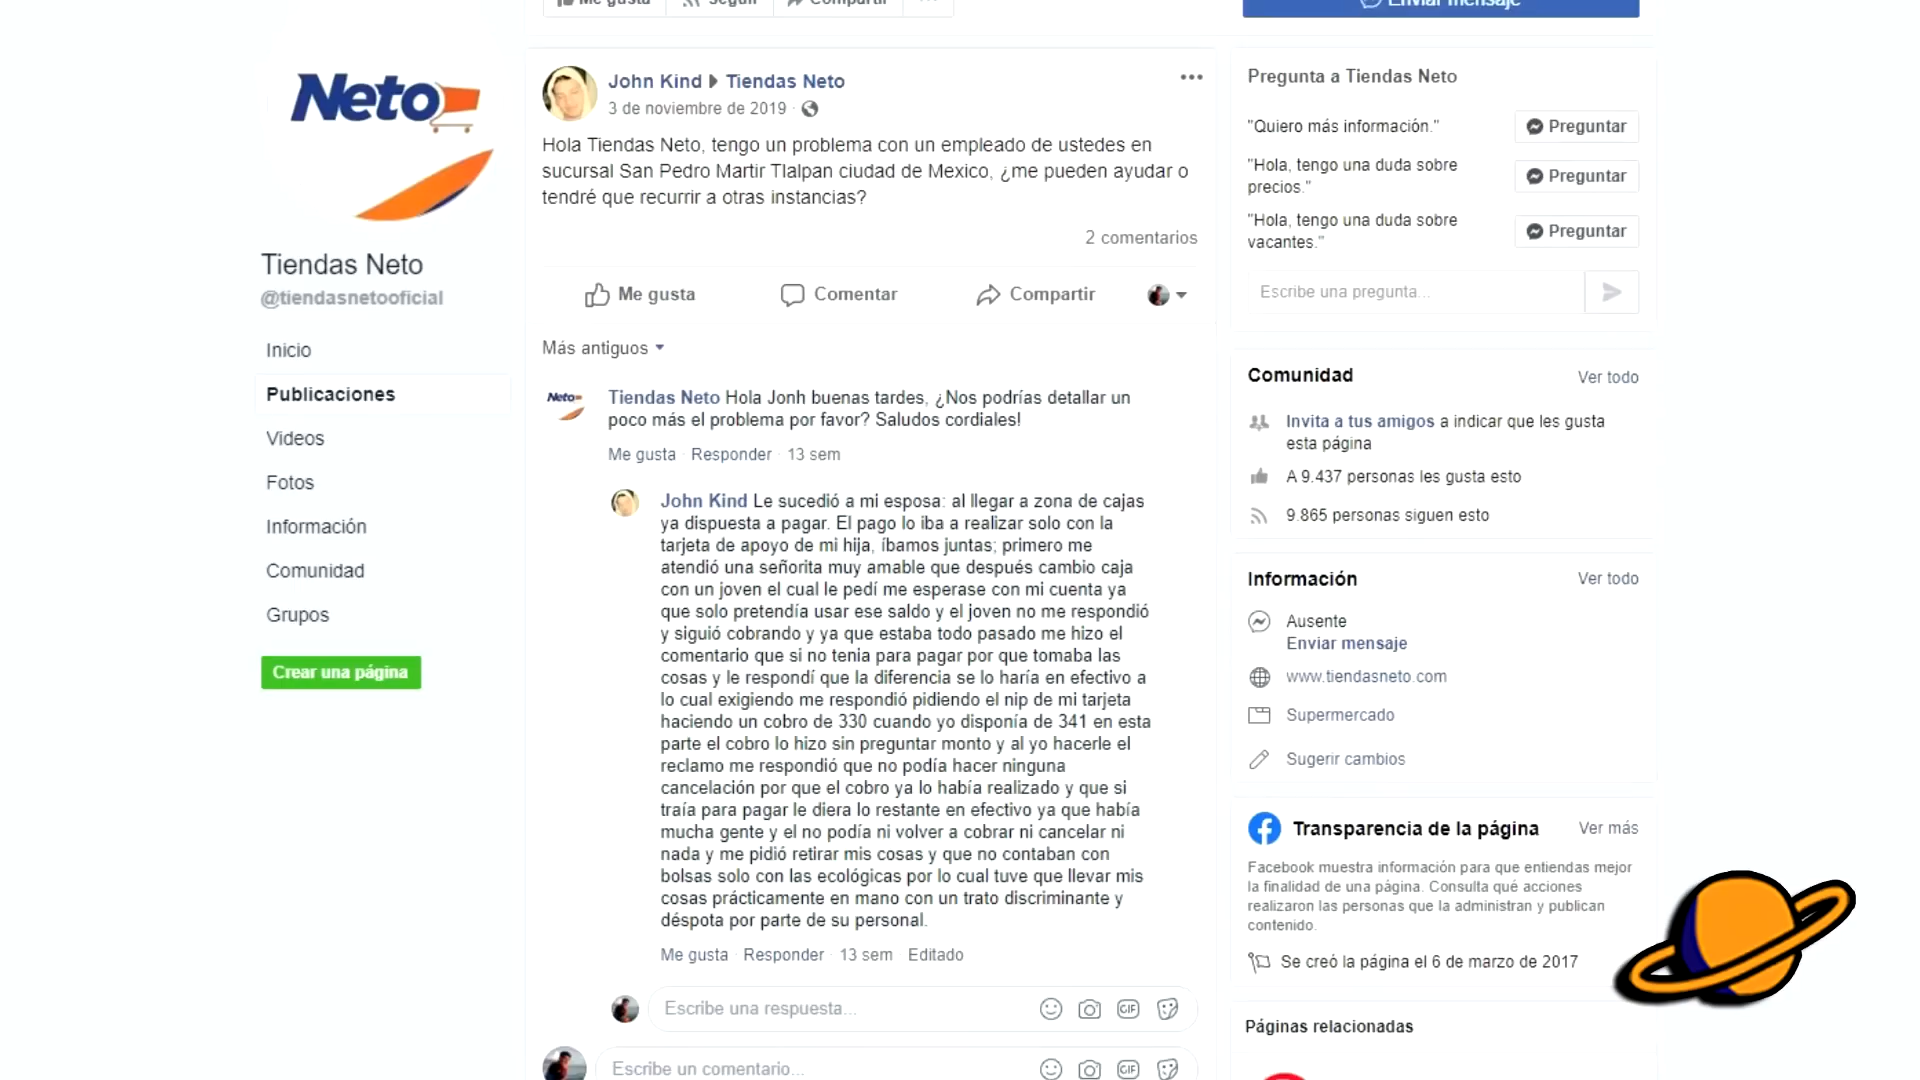 Me gusta
Seguir
Compartir
Enviar mensaje
Neto
Tiendas Neto
@tiendasnetooficial
Inicio
Publicaciones
Videos
Fotos
Información
Comunidad
Grupos
Crear una página
John Kind Tiendas Neto
3 de noviembre de 2019 ·
Hola Tiendas Neto, tengo un problema con un empleado de ustedes en
sucursal San Pedro Martir Tlalpan ciudad de Mexico, ¿me pueden ayudar o
tendré que recurrir a otras instancias?
2 comentarios
Me gusta
Comentar
Compartir
Más antiguos
Neto
Tiendas Neto Hola Jonh buenas tardes, ¿Nos podrías detallar un
poco más el problema por favor? Saludos cordiales!
Me gusta · Responder · 13 sem
John Kind Le sucedió a mi esposa: al llegar a zona de cajas
ya dispuesta a pagar. El pago lo iba a realizar solo con la
tarjeta de apoyo de mi hija, íbamos juntas; primero me
atendió una señorita muy amable que después cambio caja
con un joven el cual le pedí me esperase con mi cuenta ya
que solo pretendía usar ese saldo y el joven no me respondió
y siguió cobrando y ya que estaba todo pasado me hizo el
comentario que si no tenia para pagar por que tomaba las
cosas y le respondí que la diferencia se lo haría en efectivo a
lo cual exigiendo me respondió pidiendo el nip de mi tarjeta
haciendo un cobro de 330 cuando yo disponía de 341 en esta
parte el cobro lo hizo sin preguntar monto y al yo hacerle el
reclamo me respondió que no podía hacer ninguna
cancelación por que el cobro ya lo había realizado y que si
traía para pagar le diera lo restante en efectivo ya que había
mucha gente y el no podía ni volver a cobrar ni cancelar ni
nada y me pidió retirar mis cosas y que no contaban con
bolsas solo con las ecológicas por lo cual tuve que llevar mis
cosas prácticamente en mano con un trato discriminante y
déspota por parte de su personal.
Me gusta · Responder · 13 sem · Editado
Escribe una respuesta...
GIF
Escribe un comentario...
GIF
Pregunta a Tiendas Neto
"Quiero más información."
Preguntar
"Hola, tengo una duda sobre
precios."
Preguntar
"Hola, tengo una duda sobre
vacantes."
Preguntar
Escribe una pregunta...
Comunidad
Ver todo
Invita a tus amigos a indicar que les gusta
esta página
A 9.437 personas les gusta esto
9.865 personas siguen esto
Información
Ver todo
Ausente
Enviar mensaje
www.tiendasneto.com
Supermercado
Sugerir cambios
Transparencia de la página
Ver más
Facebook muestra información para que entiendas mejor
la finalidad de una página. Consulta qué acciones
realizaron las personas que la administran y publican
contenido.
Se creó la página el 6 de marzo de 2017
Páginas relacionadas